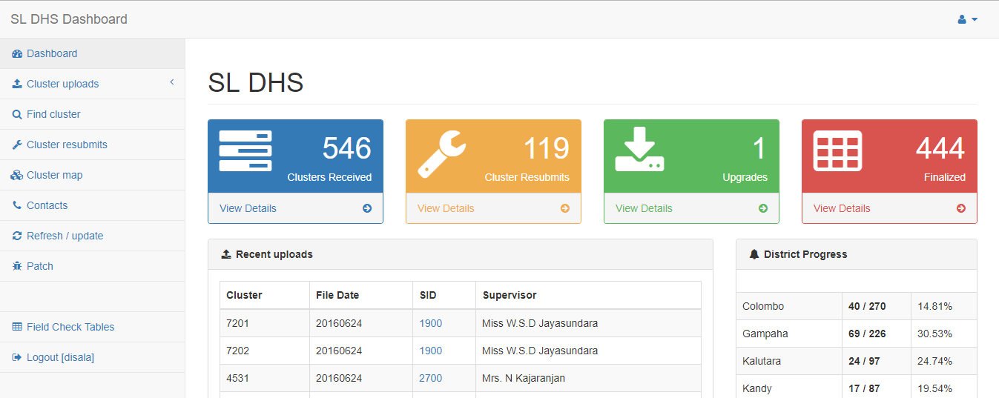 SL DHS Dashboard
Dashboard
Cluster uploads
Find cluster
Cluster resubmits
Cluster map
Contacts
Refresh / update
Patch
Field Check Tables
Logout [disala]
SL DHS
546
Clusters Received
View Details
119
Cluster Resubmits
View Details
1
Upgrades
View Details
444
Finalized
View Details
Recent uploads
Cluster File Date SID Supervisor
7201 20160624 1900 Miss W.S.D Jayasundara
7202 20160624 1900 Miss W.S.D Jayasundara
4531 20160624 2700 Mrs. N Kajaranjan
District Progress
Colombo 40 / 270 14.81%
Gampaha 69 / 226 30.53%
Kalutara 24 / 97 24.74%
Kandy 17 / 87 19.54%